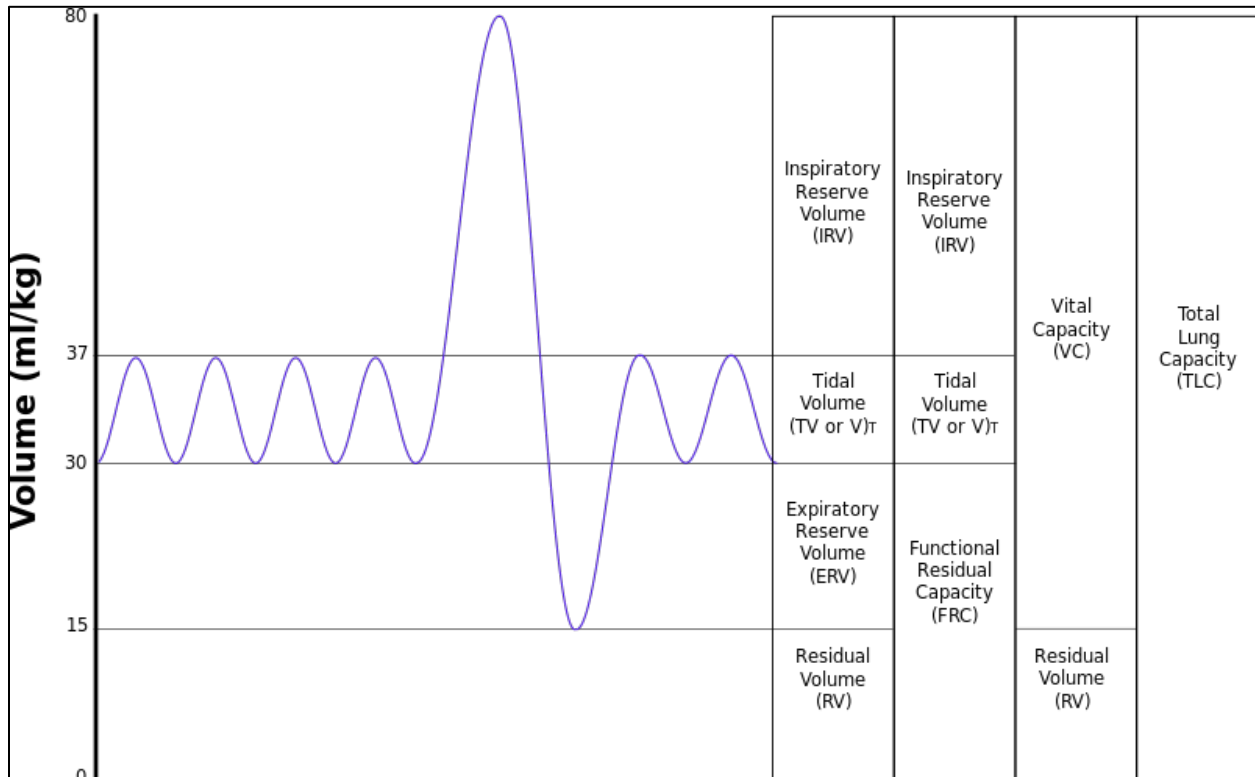 80
37
30
15
0
Volume (ml/kg)
Inspiratory
Reserve
Volume
(IRV)
Tidal
Volume
(TV or V)T
Expiratory
Reserve
Volume
(ERV)
Residual
Volume
(RV)
Inspiratory
Reserve
Volume
(IRV)
Tidal
Volume
(TV or V)T
Functional
Residual
Capacity
(FRC)
Vital
Capacity
(VC)
Residual
Volume
(RV)
Total
Lung
Capacity
(TLC)